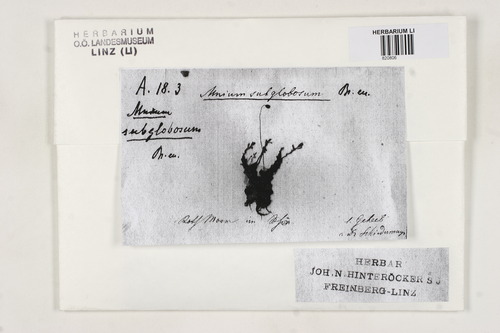 HERBARIUM
O.Ö. LANDESMUSEUM
LINZ (LI)
HERBARIUM LI
A. 18. 3
Mnium subglobosum Br. eu.
Mnium
subglobosum
Br. eu.
im
HERBAR
JOH. N. HINTERÖCKER S J
FREINBERG-LINZ